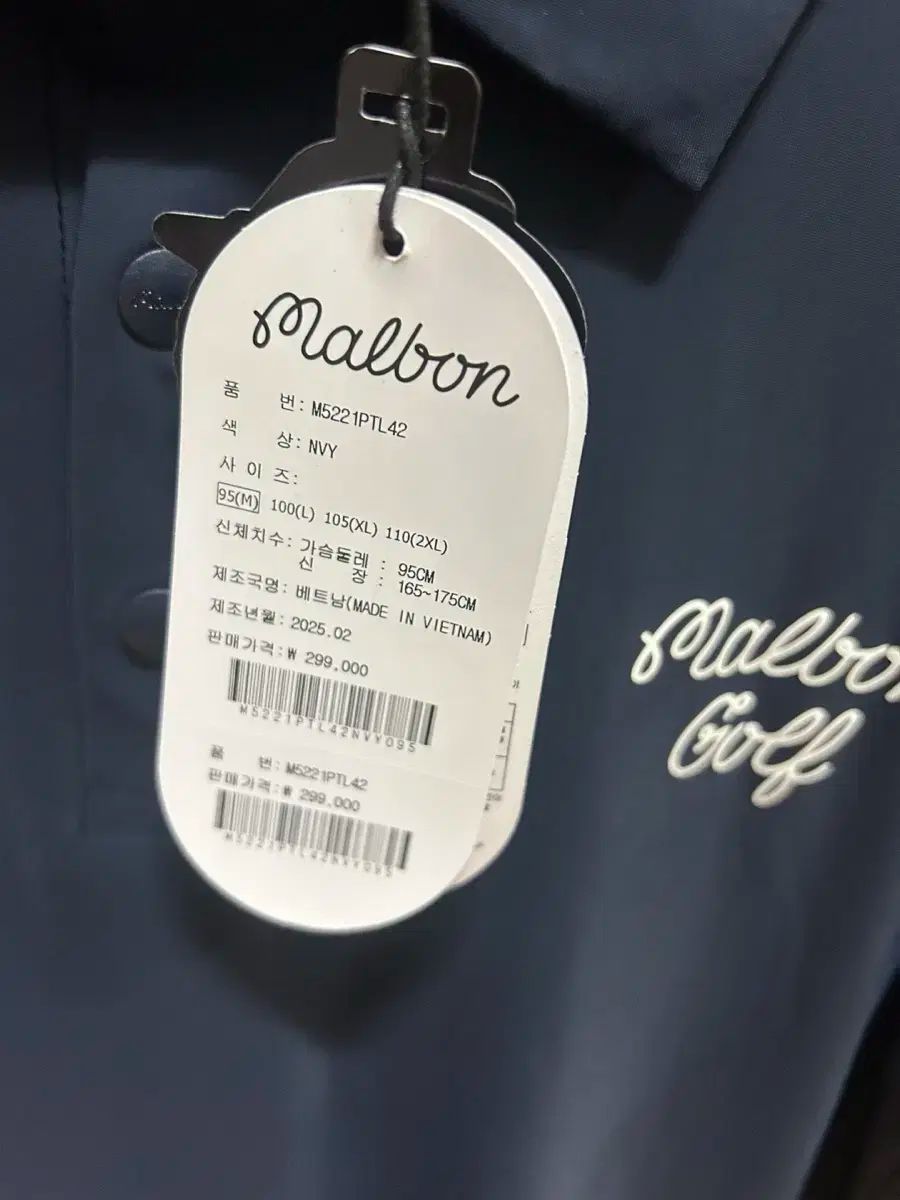 Malbon
품 번: M5221PTL42
색 상: NVY
사 이 즈:
95(M) 100(L) 105(XL) 110(2XL)
신체치수: 가슴둘레 : 95CM
신 장 : 165~175CM
제조국명: 베트남(MADE IN VIETNAM)
제조년월: 2025.02
판매가격:₩ 299,000
M5221PTL42NVY095
품 번: M5221PTL42
판매가격:₩ 299,000
M5221PTL42NVY095
Malbon
Golf